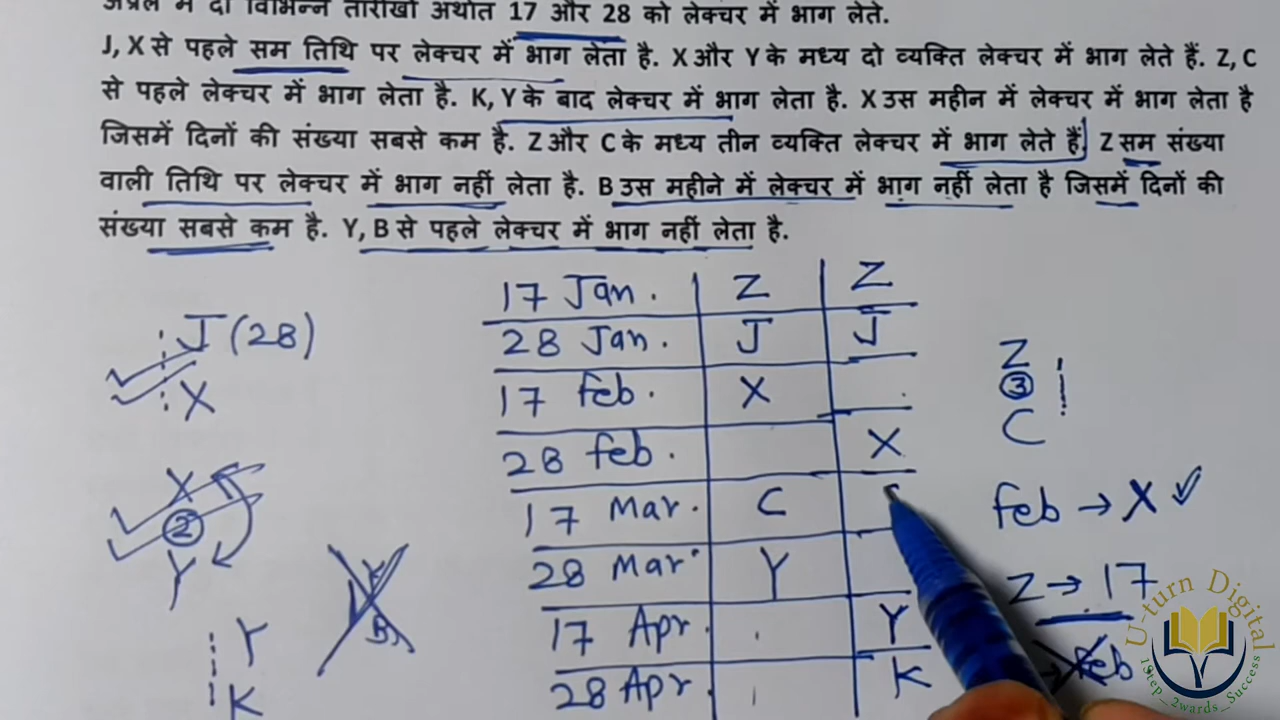 अप्रैल में दो विभिन्न तारीखों अर्थात 17 और 28 को लेक्चर में भाग लेते.
J, X से पहले सम तिथि पर लेक्चर में भाग लेता है. X और Y के मध्य दो व्यक्ति लेक्चर में भाग लेते हैं. Z, C
से पहले लेक्चर में भाग लेता है. K, Y के बाद लेक्चर में भाग लेता है. X उस महीन में लेक्चर में भाग लेता है
जिसमें दिनों की संख्या सबसे कम है. Z और C के मध्य तीन व्यक्ति लेक्चर में भाग लेते हैं. Z सम संख्या
वाली तिथि पर लेक्चर में भाग नहीं लेता है. B उस महीने में लेक्चर में भाग नहीं लेता है जिसमें दिनों की
संख्या सबसे कम है. Y, B से पहले लेक्चर में भाग नहीं लेता है.
17 Jan. Z Z
28 Jan. J J
17 feb. X
28 feb. X
17 Mar. C
28 Mar. Y
17 Apr. Y
28 Apr. K
J (28)
X
X
2
Y
Y
K
Y
B
Z
3
C
feb → X ✓
Z → 17
feb
U-turn Digital
1Step_2wards_Success